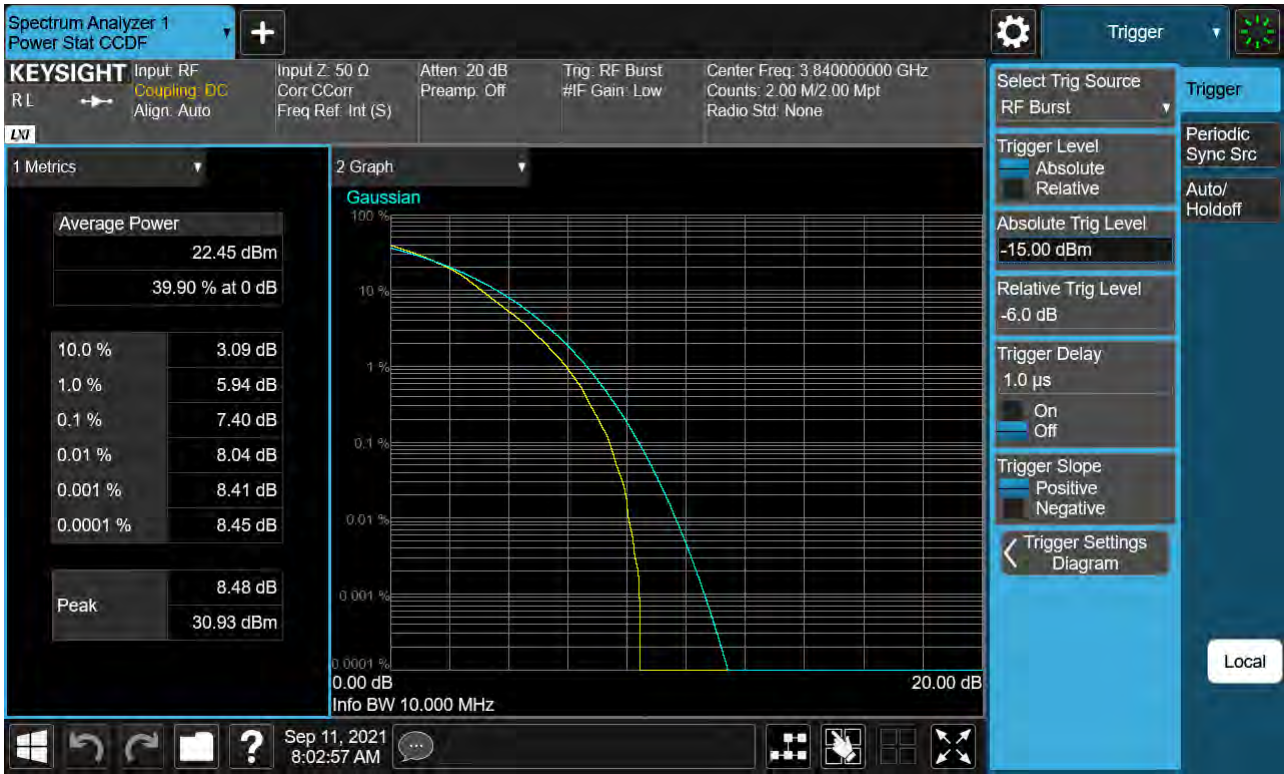 Spectrum Analyzer 1
Power Stat CCDF
+
Trigger
KEYSIGHT
RL
LXI
Input: RF
Coupling: DC
Align: Auto
Input Z: 50 Ω
Corr CCorr
Freq Ref: Int (S)
Atten: 20 dB
Preamp: Off
Trig: RF Burst
#IF Gain: Low
Center Freq: 3.840000000 GHz
Counts: 2.00 M/2.00 Mpt
Radio Std: None
1 Metrics
Average Power
22.45 dBm
39.90 % at 0 dB
10.0 % 3.09 dB
1.0 % 5.94 dB
0.1 % 7.40 dB
0.01 % 8.04 dB
0.001 % 8.41 dB
0.0001 % 8.45 dB
Peak
8.48 dB
30.93 dBm
2 Graph
Gaussian
100 %
10 %
1 %
0.1 %
0.01 %
0.001 %
0.0001 %
0.00 dB 20.00 dB
Info BW 10.000 MHz
Select Trig Source
RF Burst
Trigger Level
Absolute
Relative
Absolute Trig Level
-15.00 dBm
Relative Trig Level
-6.0 dB
Trigger Delay
1.0 µs
On
Off
Trigger Slope
Positive
Negative
Trigger Settings
Diagram
Trigger
Periodic
Sync Src
Auto/
Holdoff
Local
?
Sep 11, 2021
8:02:57 AM